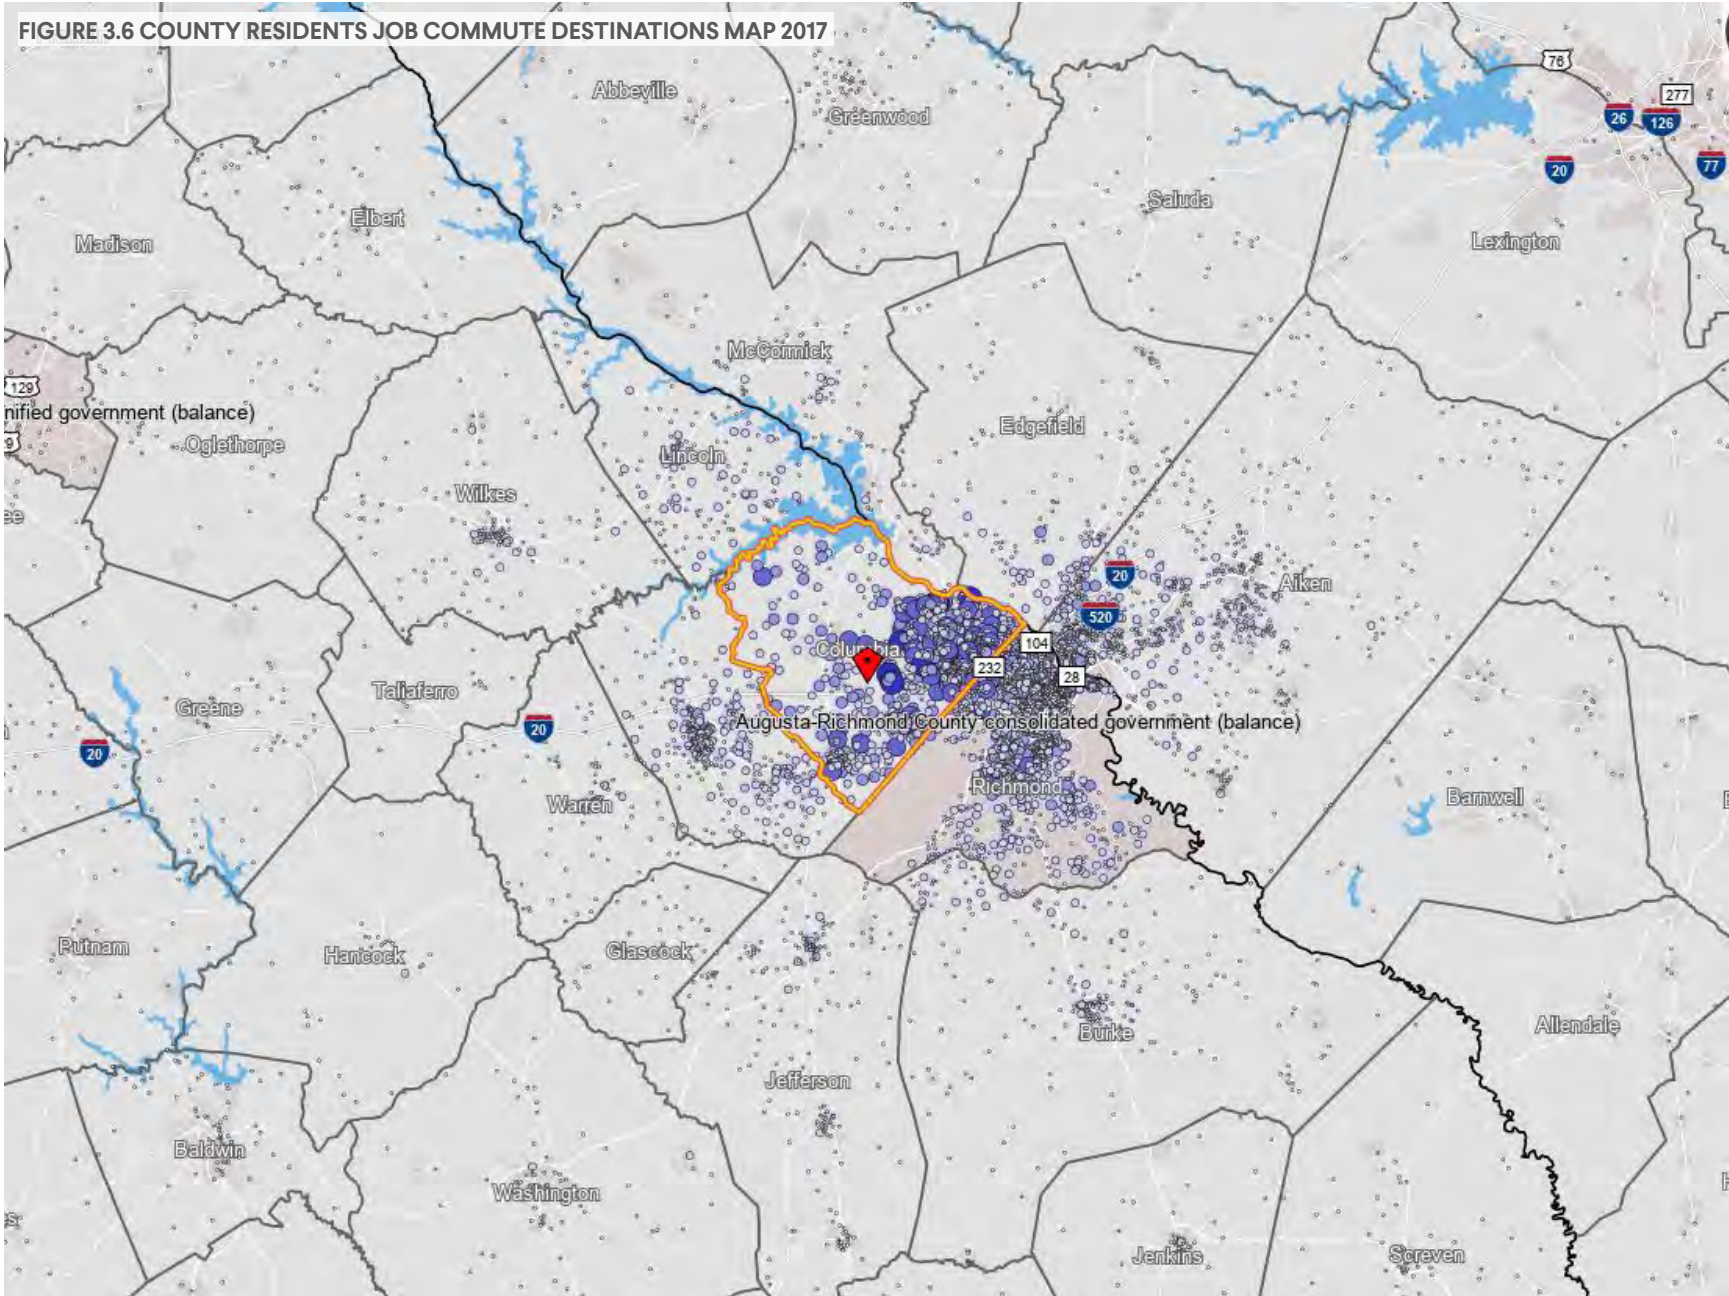 FIGURE 3.6 COUNTY RESIDENTS JOB COMMUTE DESTINATIONS MAP 2017
76
277
26
126
20
77
Abbeville
Greenwood
Saluda
Elbert
Madison
Lexington
McCormick
129
nified government (balance)
Oglethorpe
Edgefield
Lincoln
Wilkes
20
Aiken
520
104
Columbia
232
28
Taliaferro
Greene
Augusta-Richmond County consolidated government (balance)
20
20
Richmond
Barnwell
Warren
Putnam
Hancock
Glascock
Burke
Allendale
Jefferson
Baldwin
Washington
Jenkins
Screven